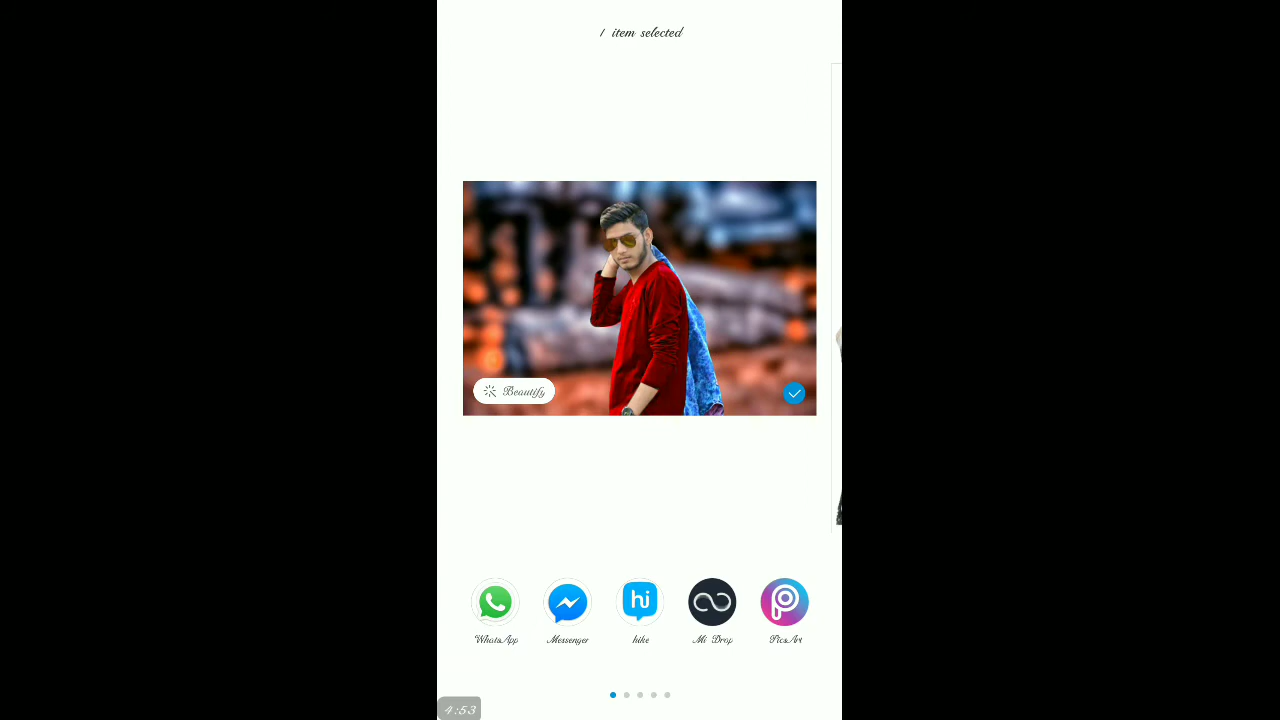 1 item selected
Beautify
hi
WhatsApp Messenger hike Mi Drop PicsArt
4:53